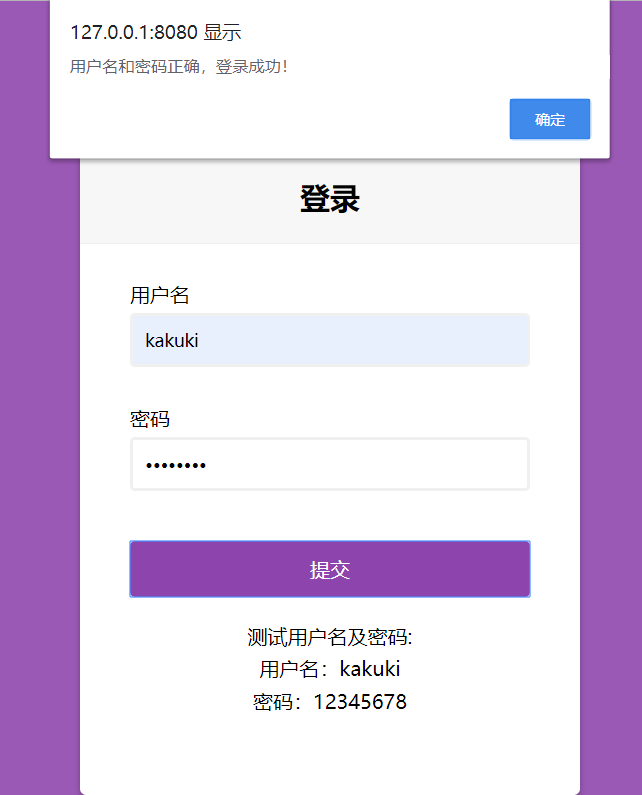 127.0.0.1:8080 显示
用户名和密码正确，登录成功！
确定
登录
用户名
kakuki
密码
••••••••
提交
测试用户名及密码:
用户名：kakuki
密码：12345678